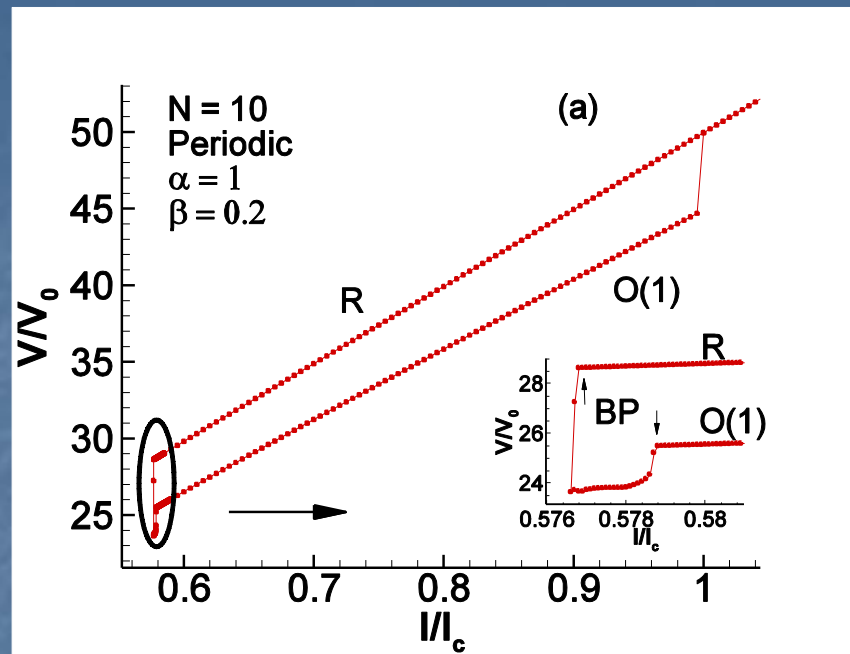 (a)
N = 10
Periodic
α = 1
β = 0.2
V/V0
50
45
40
35
30
25
R
O(1)
0.6
0.7
0.8
0.9
1
I/Ic
R
BP
O(1)
V/V0
28
26
24
0.576
0.578
0.58
I/Ic